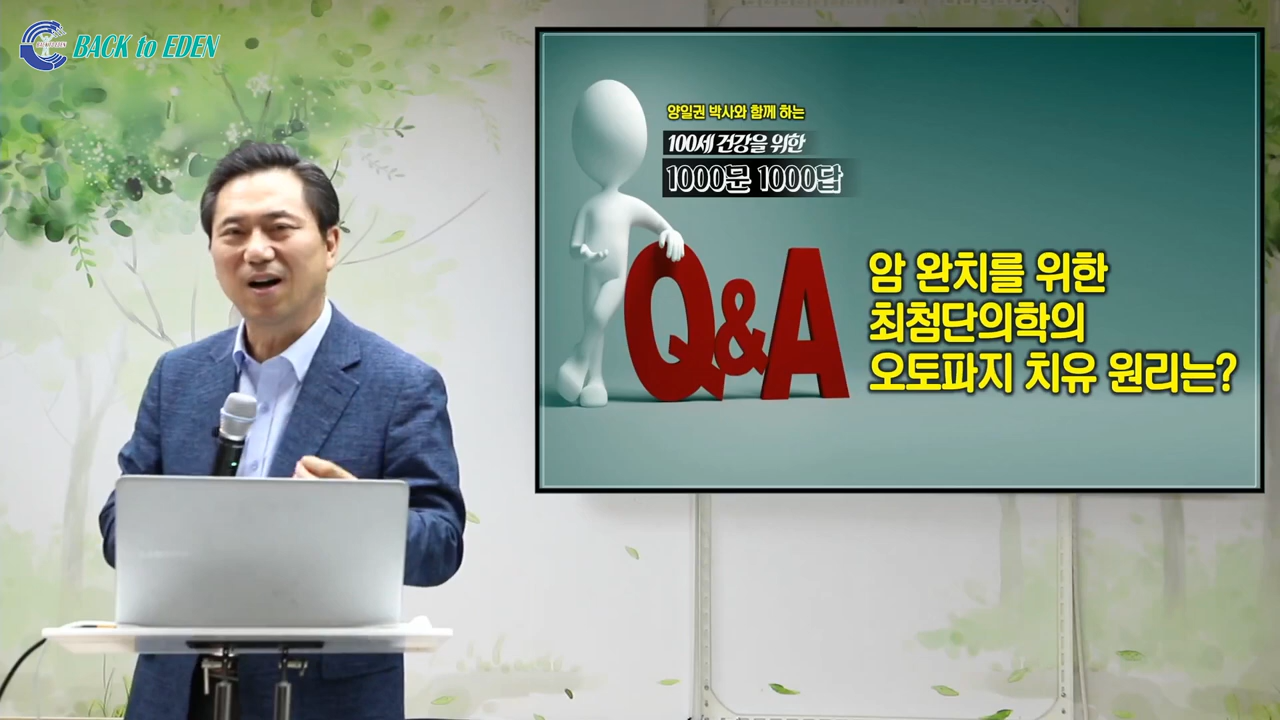 BACK to EDEN
양일권 박사와 함께 하는
100세 건강을 위한
1000문 1000답
Q&A
암 완치를 위한
최첨단의학의
오토파지 치유 원리는?